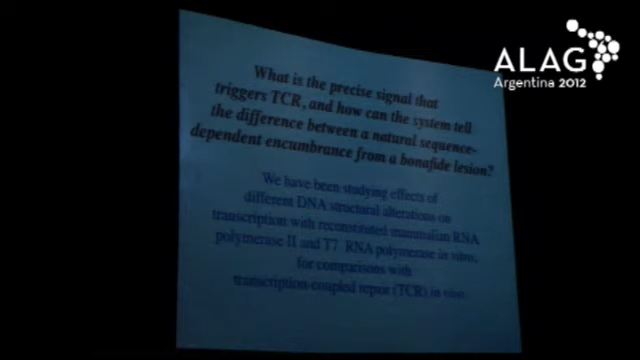 What is the precise signal that
triggers TCR, and how can the system tell
the difference between a natural sequence-
dependent encumbrance from a bonafide lesion?
We have been studying effects of
different DNA structural alterations on
transcription with reconstituted mammalian RNA
polymerase II and T7 RNA polymerase in vitro,
for comparisons with
transcription-coupled repair (TCR) in vivo.
ALAG
Argentina 2012